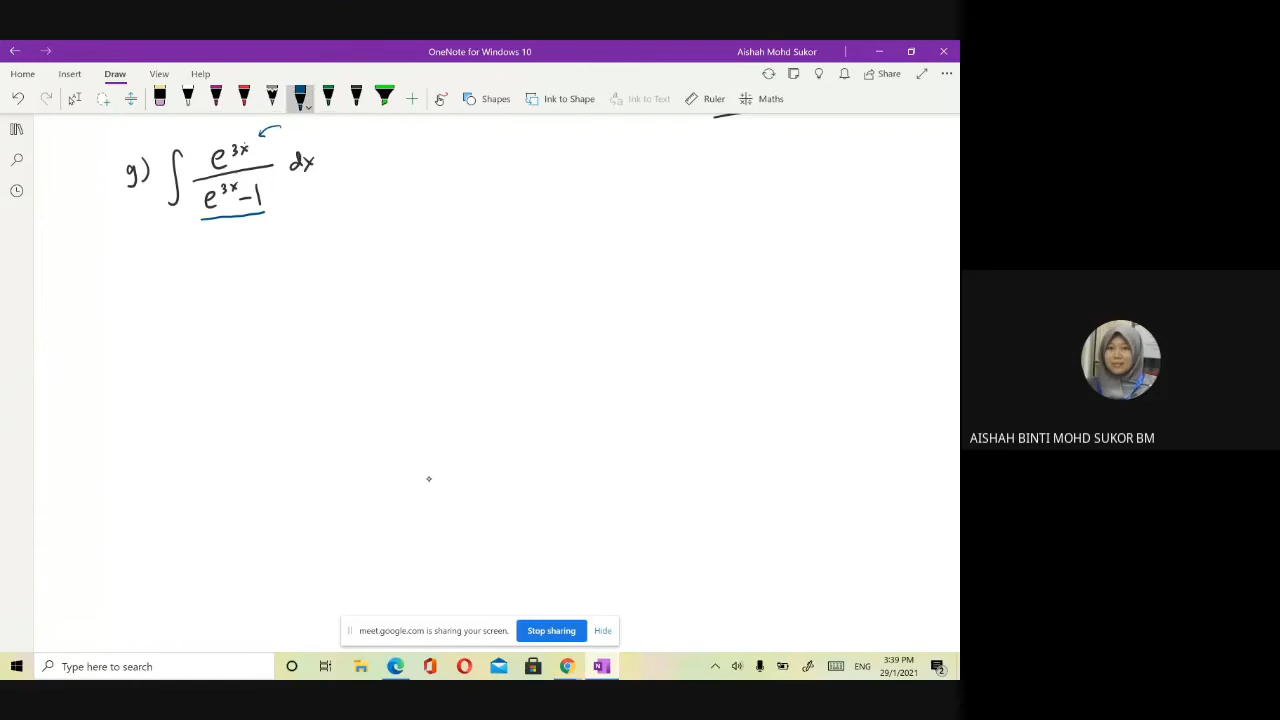 OneNote for Windows 10
Aishah Mohd Sukor
Home Insert Draw View Help
Share
Shapes Ink to Shape Ink to Text Ruler Maths
g) ∫ e^{3x} / (e^{3x} - 1) dx
AISHAH BINTI MOHD SUKOR BM
meet.google.com is sharing your screen. Stop sharing Hide
Type here to search
ENG
3:39 PM
29/1/2021
2